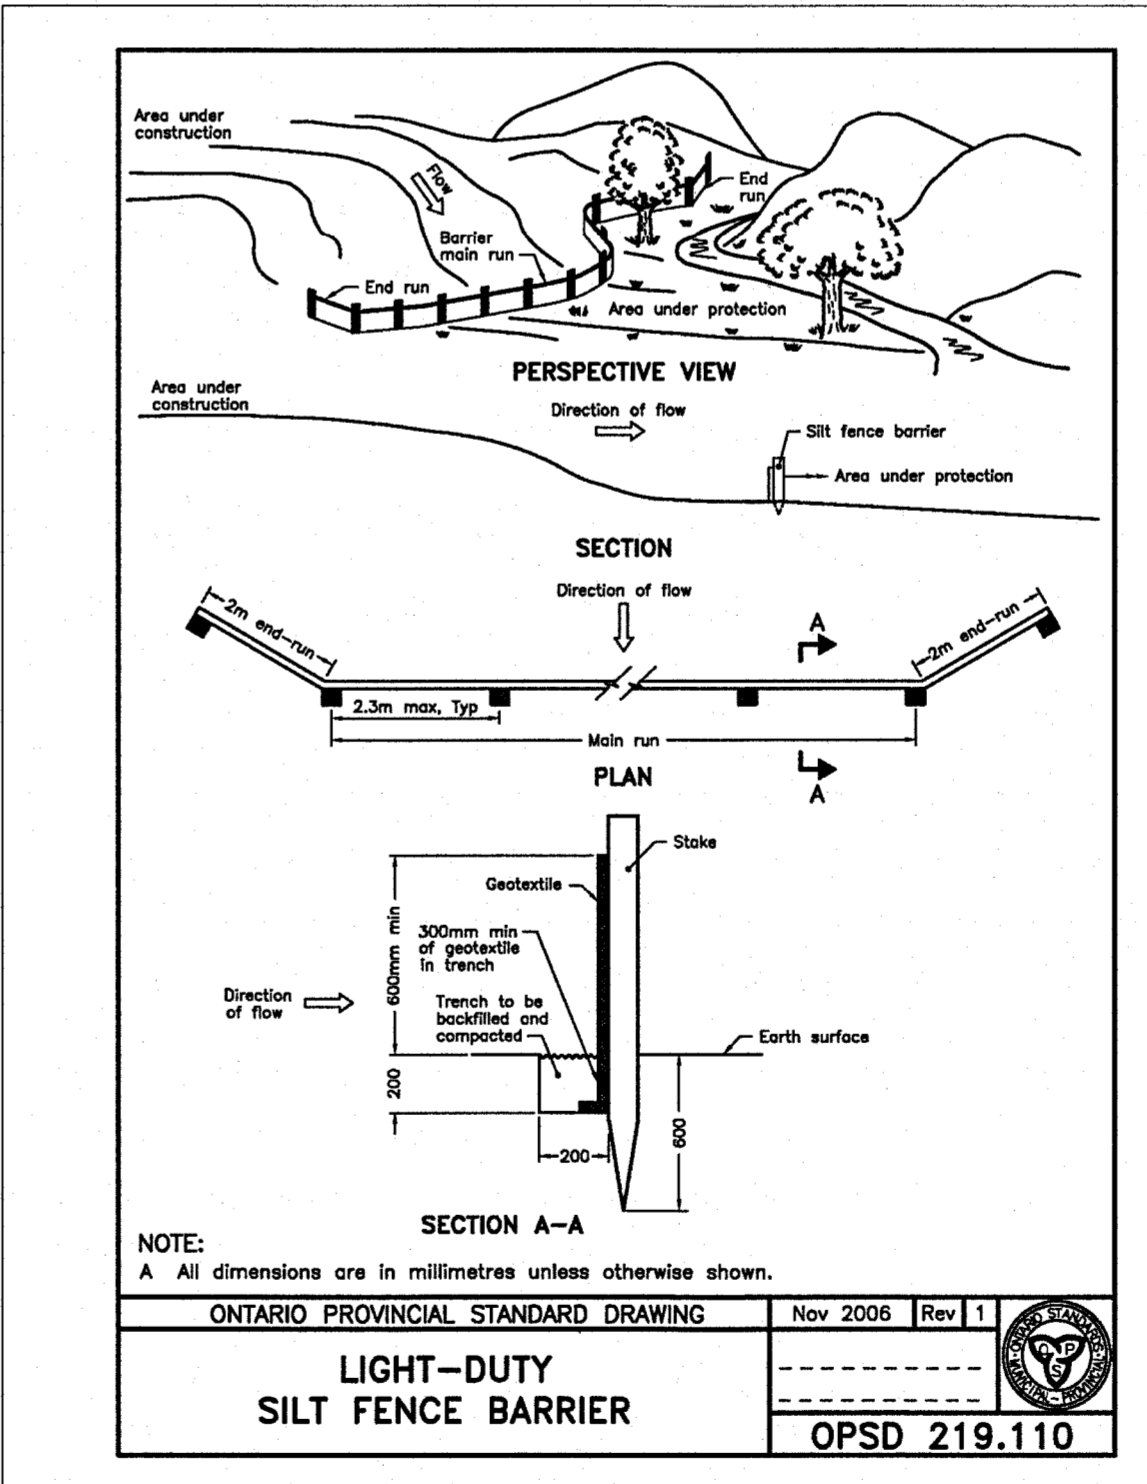 Area under
construction
Flow
End
run
Barrier
main run
End run
Area under protection
PERSPECTIVE VIEW
Area under
construction
Direction of flow
Silt fence barrier
Area under protection
SECTION
Direction of flow
2m end-run
A
2m end-run
2.3m max, Typ
Main run
PLAN
A
Stake
Geotextile
600mm min
300mm min
of geotextile
in trench
Direction
of flow
Trench to be
backfilled and
compacted
Earth surface
200
600
200
SECTION A-A
NOTE:
A All dimensions are in millimetres unless otherwise shown.
ONTARIO PROVINCIAL STANDARD DRAWING
Nov 2006 Rev 1
ONTARIO STANDARDS
MUNICIPAL - PROVINCIAL
O P
S
LIGHT-DUTY
SILT FENCE BARRIER
OPSD 219.110